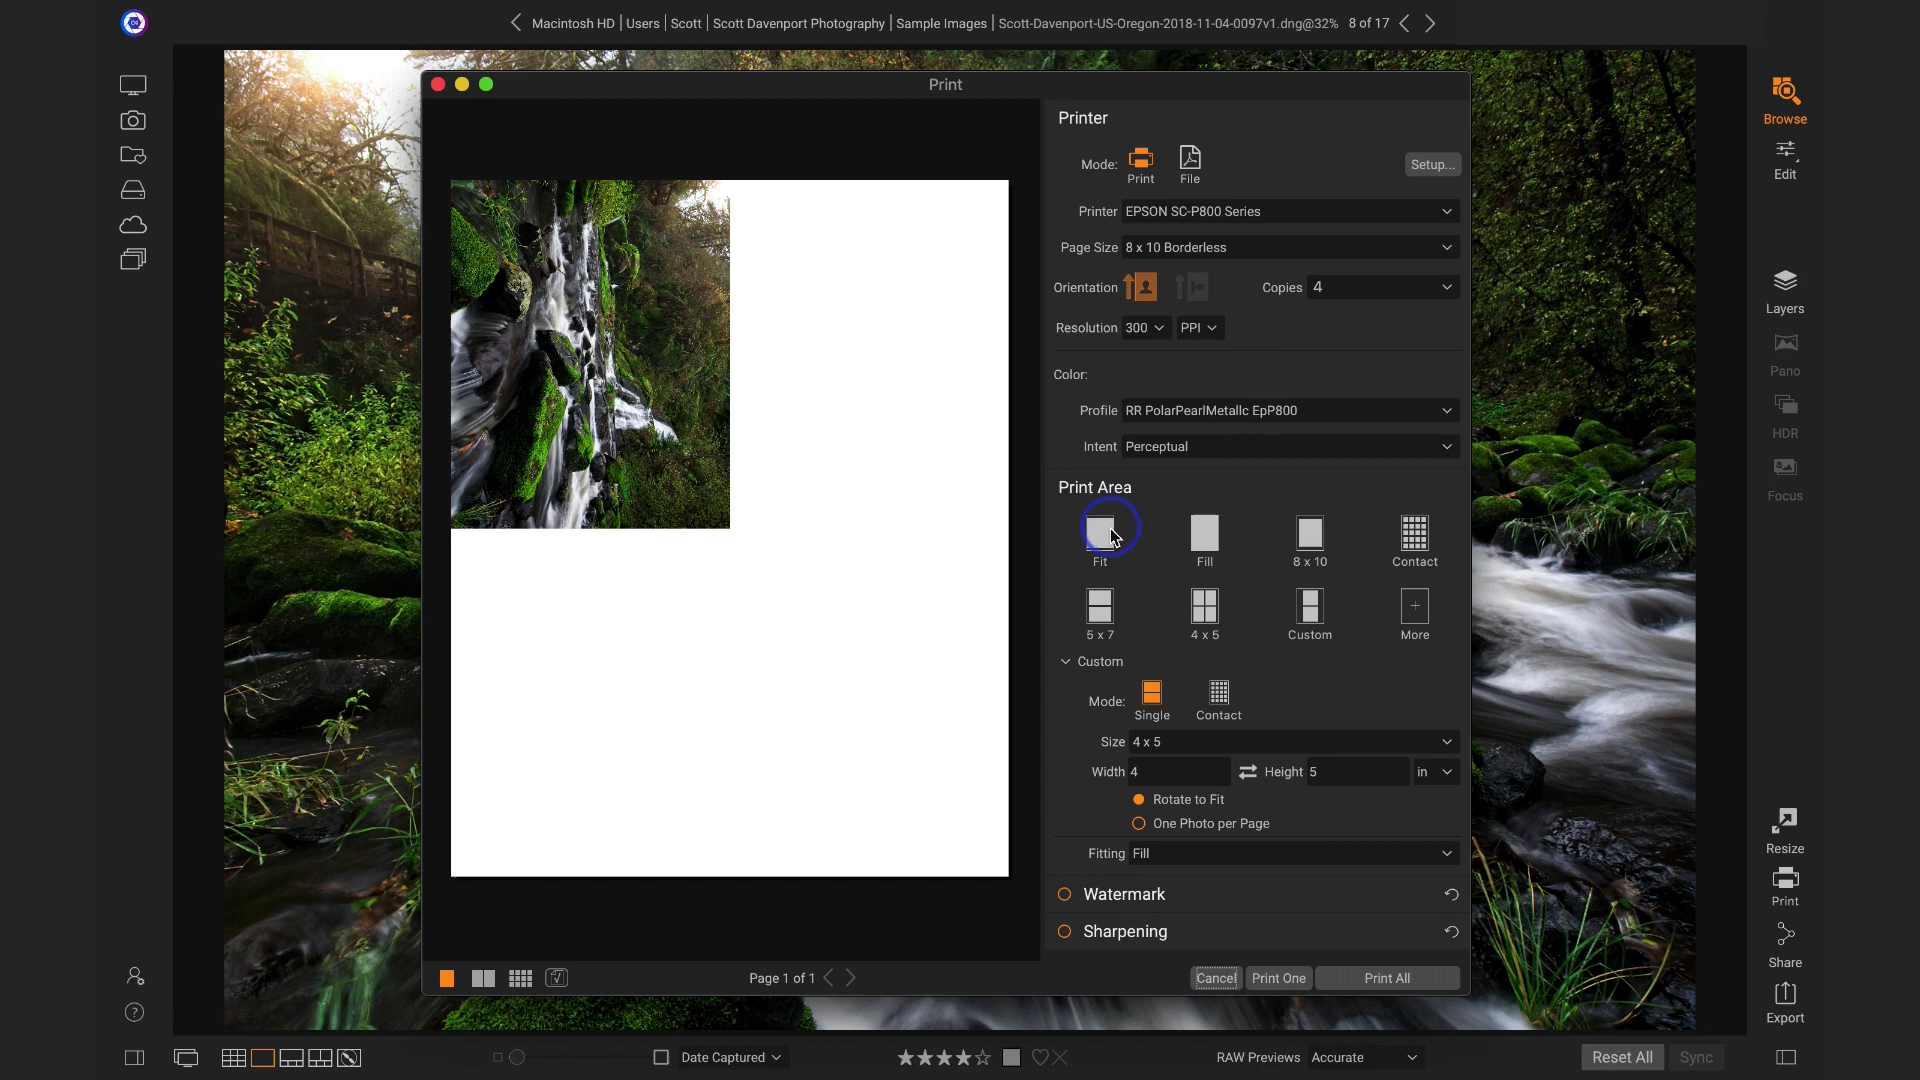 Macintosh HD | Users | Scott | Scott Davenport Photography | Sample Images | Scott-Davenport-US-Oregon-2018-11-04-0097v1.dng@32% 8 of 17
Print
Printer
Mode: Print File Setup...
Printer EPSON SC-P800 Series
Page Size 8 x 10 Borderless
Orientation Copies 4
Resolution 300 PPI
Color:
Profile RR PolarPearlMetallc EpP800
Intent Perceptual
Print Area
Fit Fill 8 x 10 Contact
5 x 7 4 x 5 Custom More
Custom
Mode: Single Contact
Size 4 x 5
Width 4 Height 5 in
Rotate to Fit
One Photo per Page
Fitting Fill
Watermark
Sharpening
Page 1 of 1 Cancel Print One Print All
Browse
Edit
Layers
Pano
HDR
Focus
Resize
Print
Share
Export
Date Captured RAW Previews Accurate Reset All Sync